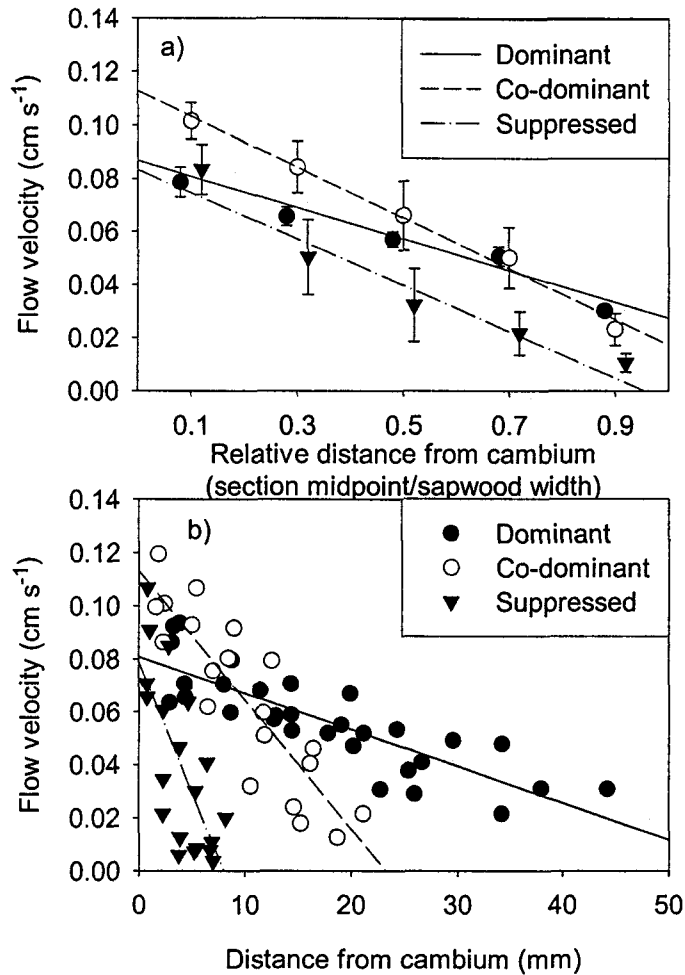 0.14
0.12
0.10
0.08
0.06
0.04
0.02
0.00
Flow velocity (cm s⁻¹)
a)
Dominant
Co-dominant
Suppressed
0.1 0.3 0.5 0.7 0.9
Relative distance from cambium
(section midpoint/sapwood width)
0.14
0.12
0.10
0.08
0.06
0.04
0.02
0.00
Flow velocity (cm s⁻¹)
b)
Dominant
Co-dominant
Suppressed
0 10 20 30 40 50
Distance from cambium (mm)